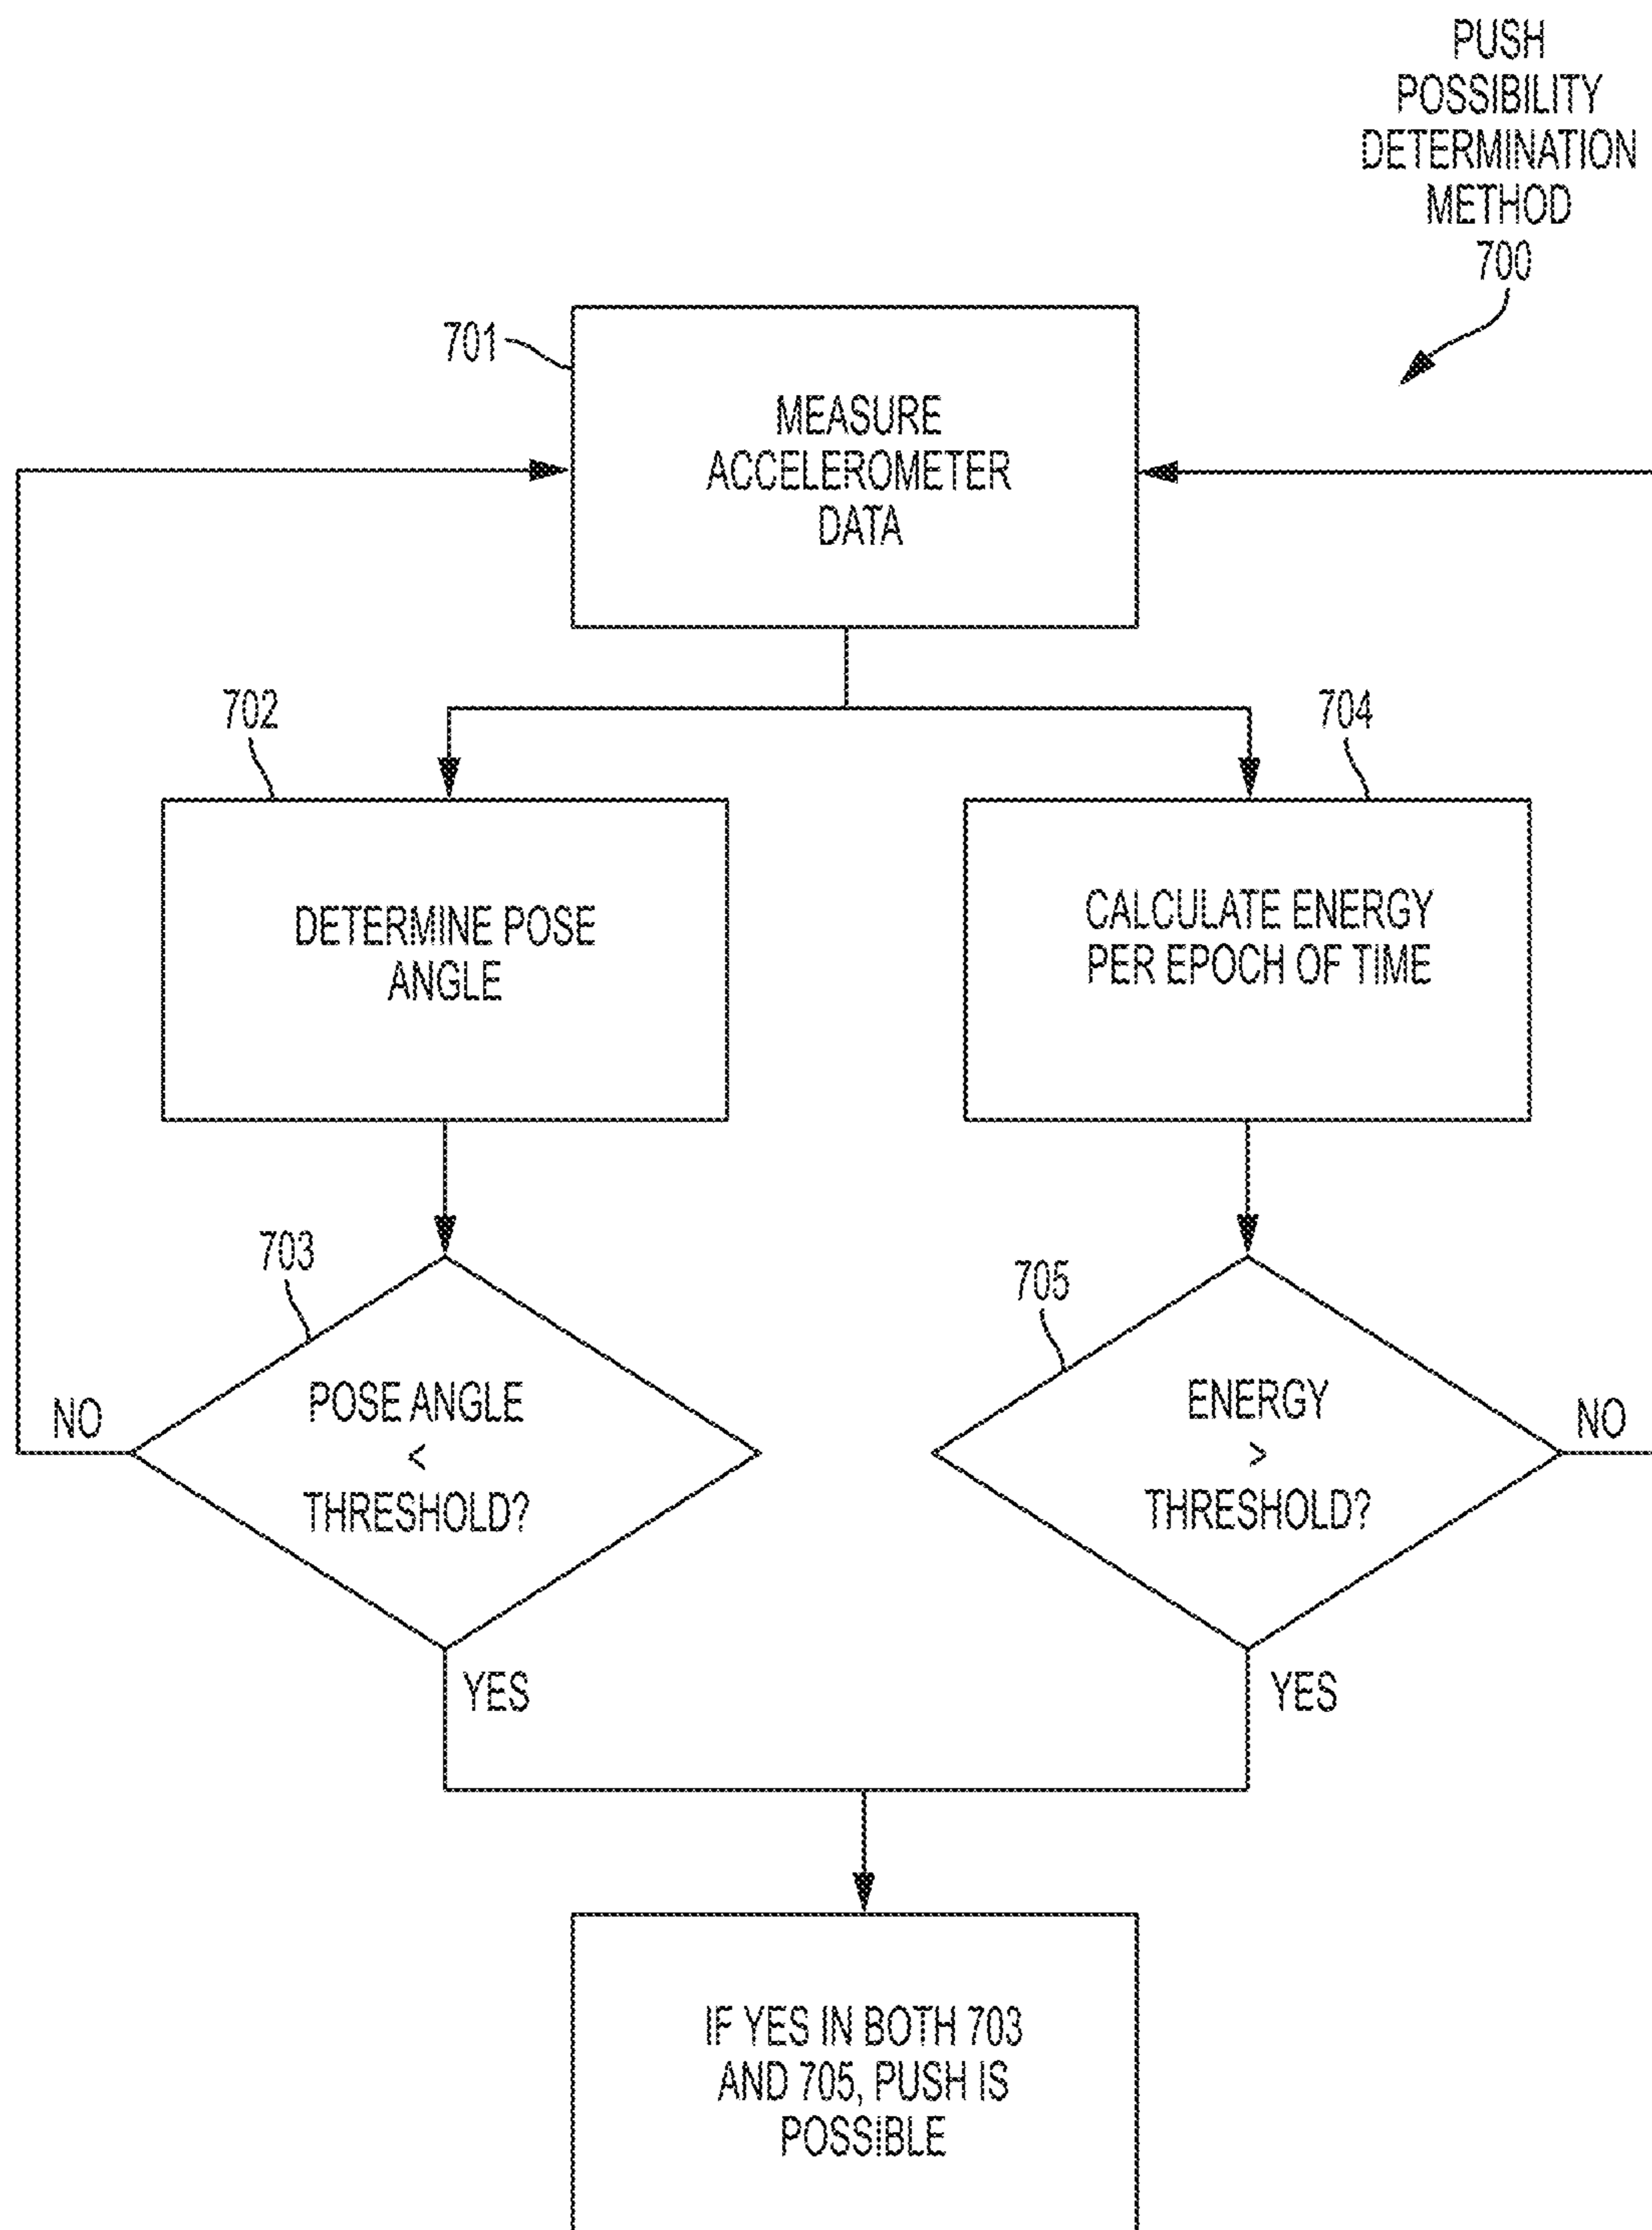 PUSH
POSSIBILITY
DETERMINATION
METHOD
700
701
MEASURE
ACCELEROMETER
DATA
702
704
DETERMINE POSE
ANGLE
CALCULATE ENERGY
PER EPOCH OF TIME
703
705
POSE ANGLE
<
THRESHOLD?
NO
ENERGY
>
THRESHOLD?
NO
YES
YES
IF YES IN BOTH 703
AND 705, PUSH IS
POSSIBLE